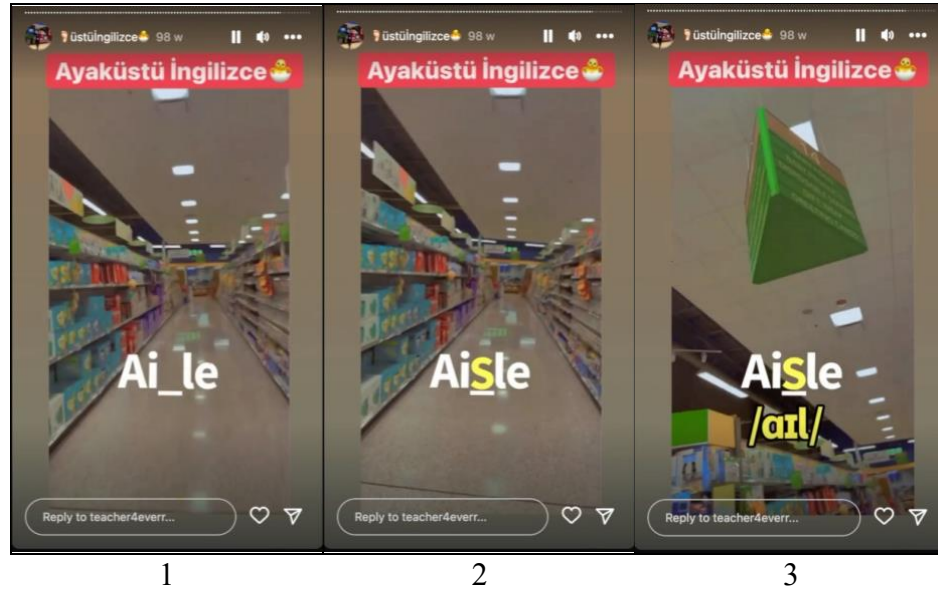 🦶üstüİngilizce🐣 98 w
Ayaküstü İngilizce🐣
Ai_le
Reply to teacher4everr...
1
🦶üstüİngilizce🐣 98 w
Ayaküstü İngilizce🐣
AiSle
Reply to teacher4everr...
2
🦶üstüİngilizce🐣 98 w
Ayaküstü İngilizce🐣
AiSle
/aɪl/
Reply to teacher4everr...
3